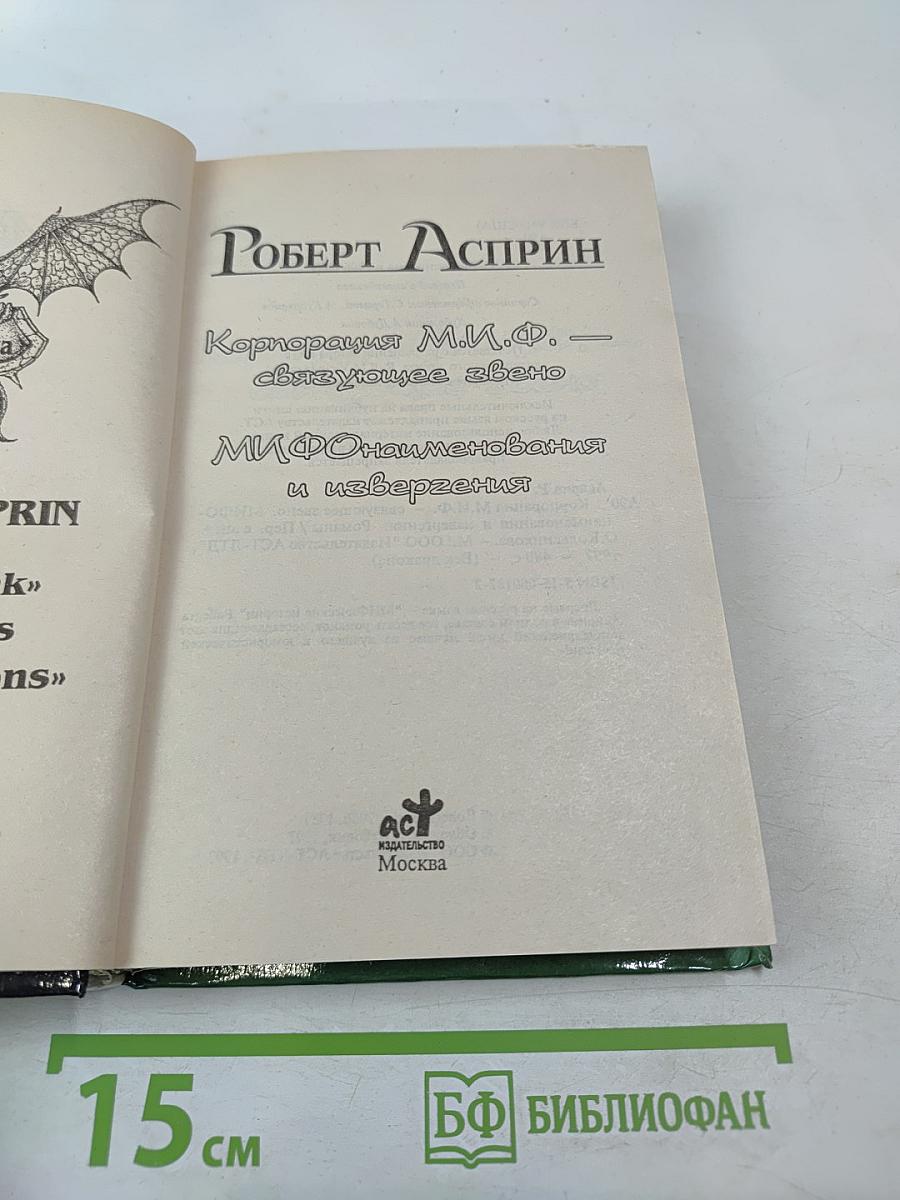 а
PRIN
k»
s
ons»
Роберт Асприн
Корпорация М.И.Ф. —
связующее звено
МИФОнаименования
и извергения
аст
ИЗДАТЕЛЬСТВО
Москва
15 см
БФ БИБЛИОФАН